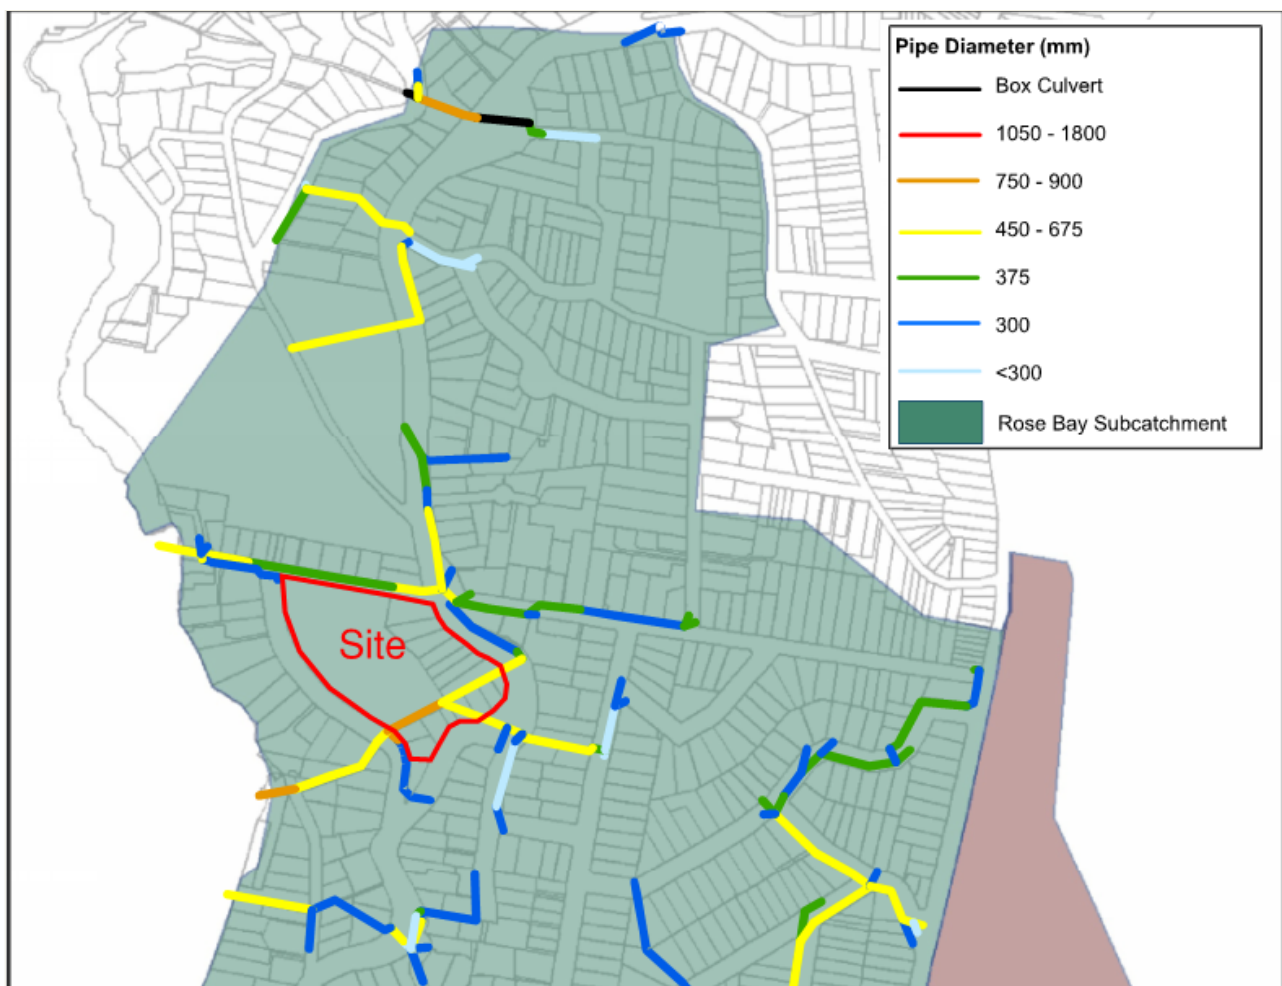 Pipe Diameter (mm)
Box Culvert
1050 - 1800
750 - 900
450 - 675
375
300
<300
Rose Bay Subcatchment
Site